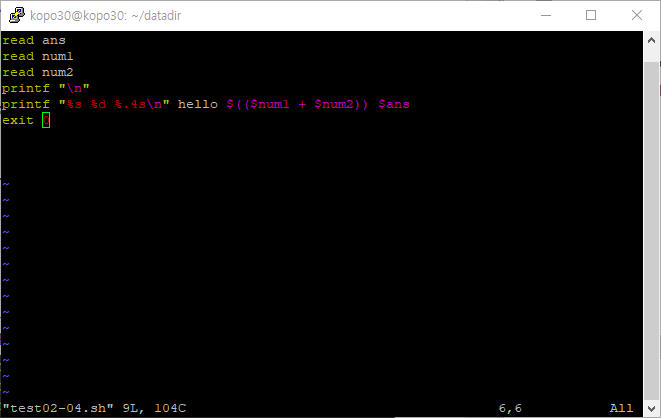 kopo30@kopo30: ~/datadir
read ans
read num1
read num2
printf "\n"
printf "%s %d %.4s\n" hello $(($num1 + $num2)) $ans
exit 0
~
~
~
~
~
~
~
~
~
~
~
~
~
~
"test02-04.sh" 9L, 104C 6,6 All